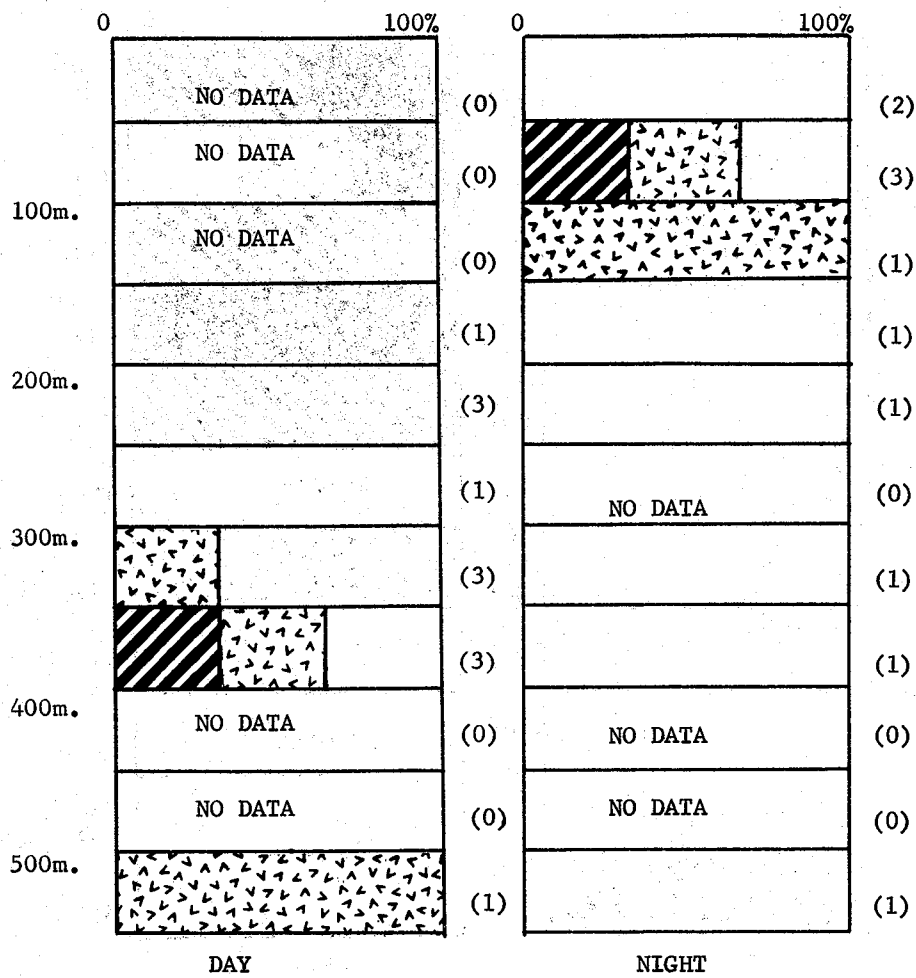 0 100% 0 100%
NO DATA (0) (2)
NO DATA (0) (3)
100m.
NO DATA (0) (1)
(1) (1)
200m.
(3) (1)
(1) (0)
NO DATA
300m.
(3) (1)
(3) (1)
400m.
NO DATA (0) NO DATA (0)
NO DATA (0) NO DATA (0)
500m.
(1) (1)
DAY NIGHT